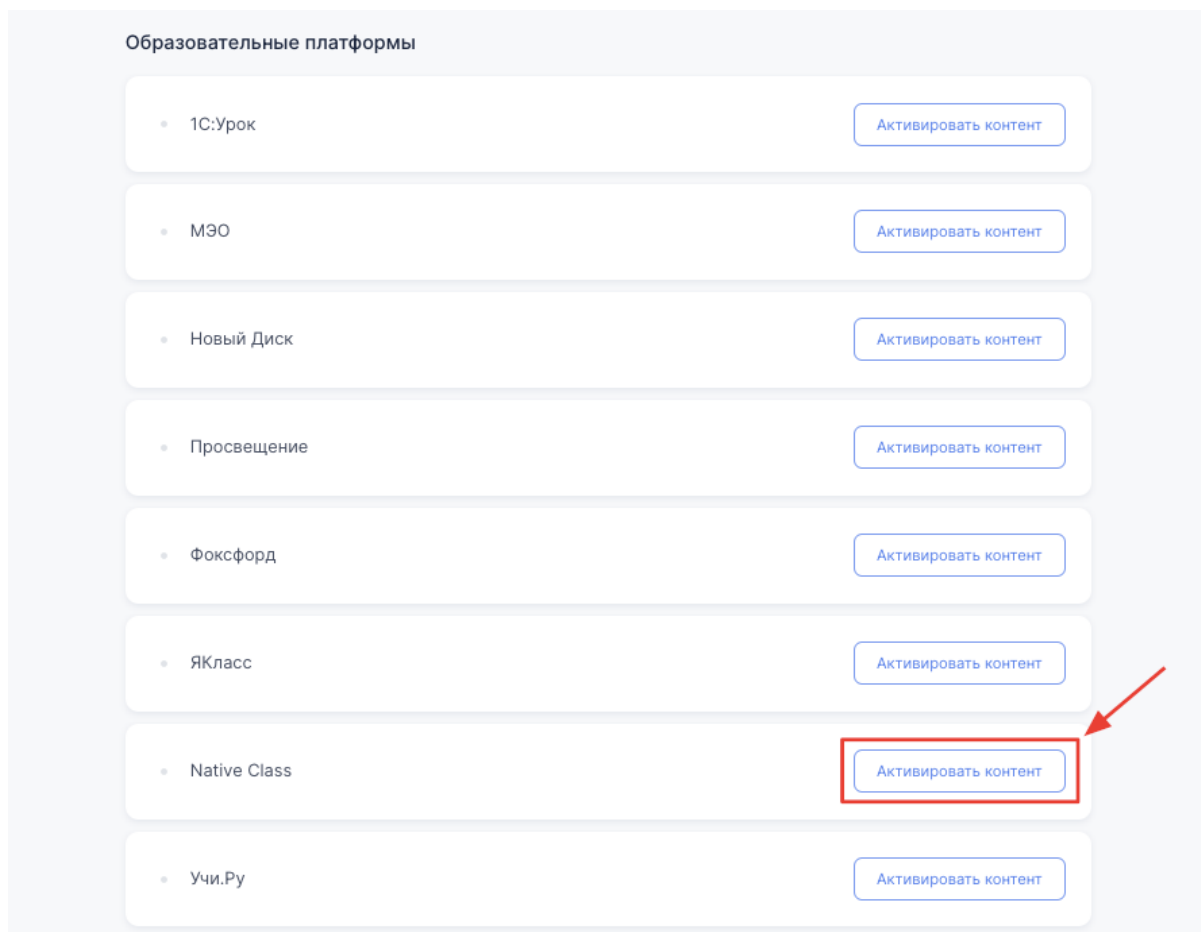 Образовательные платформы
1С:Урок
Активировать контент
МЭО
Активировать контент
Новый Диск
Активировать контент
Просвещение
Активировать контент
Фоксфорд
Активировать контент
ЯКласс
Активировать контент
Native Class
Активировать контент
Учи.Ру
Активировать контент